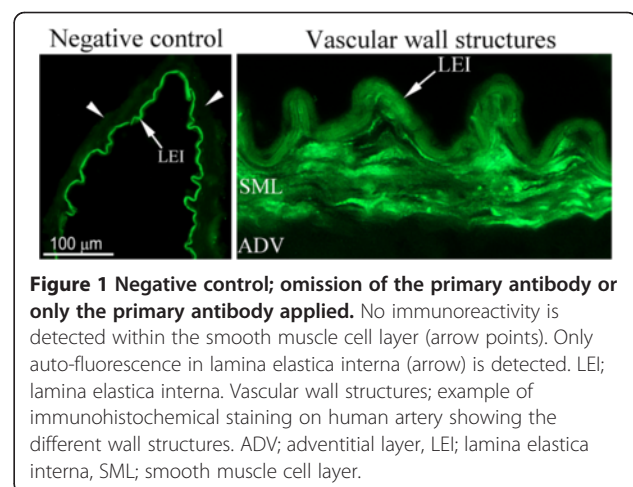 Negative control
Vascular wall structures
LEI
LEI
SML
100 μm
ADV
Figure 1 Negative control; omission of the primary antibody or
only the primary antibody applied. No immunoreactivity is
detected within the smooth muscle cell layer (arrow points). Only
auto-fluorescence in lamina elastica interna (arrow) is detected. LEI;
lamina elastica interna. Vascular wall structures; example of
immunohistochemical staining on human artery showing the
different wall structures. ADV; adventitial layer, LEI; lamina elastica
interna, SML; smooth muscle cell layer.